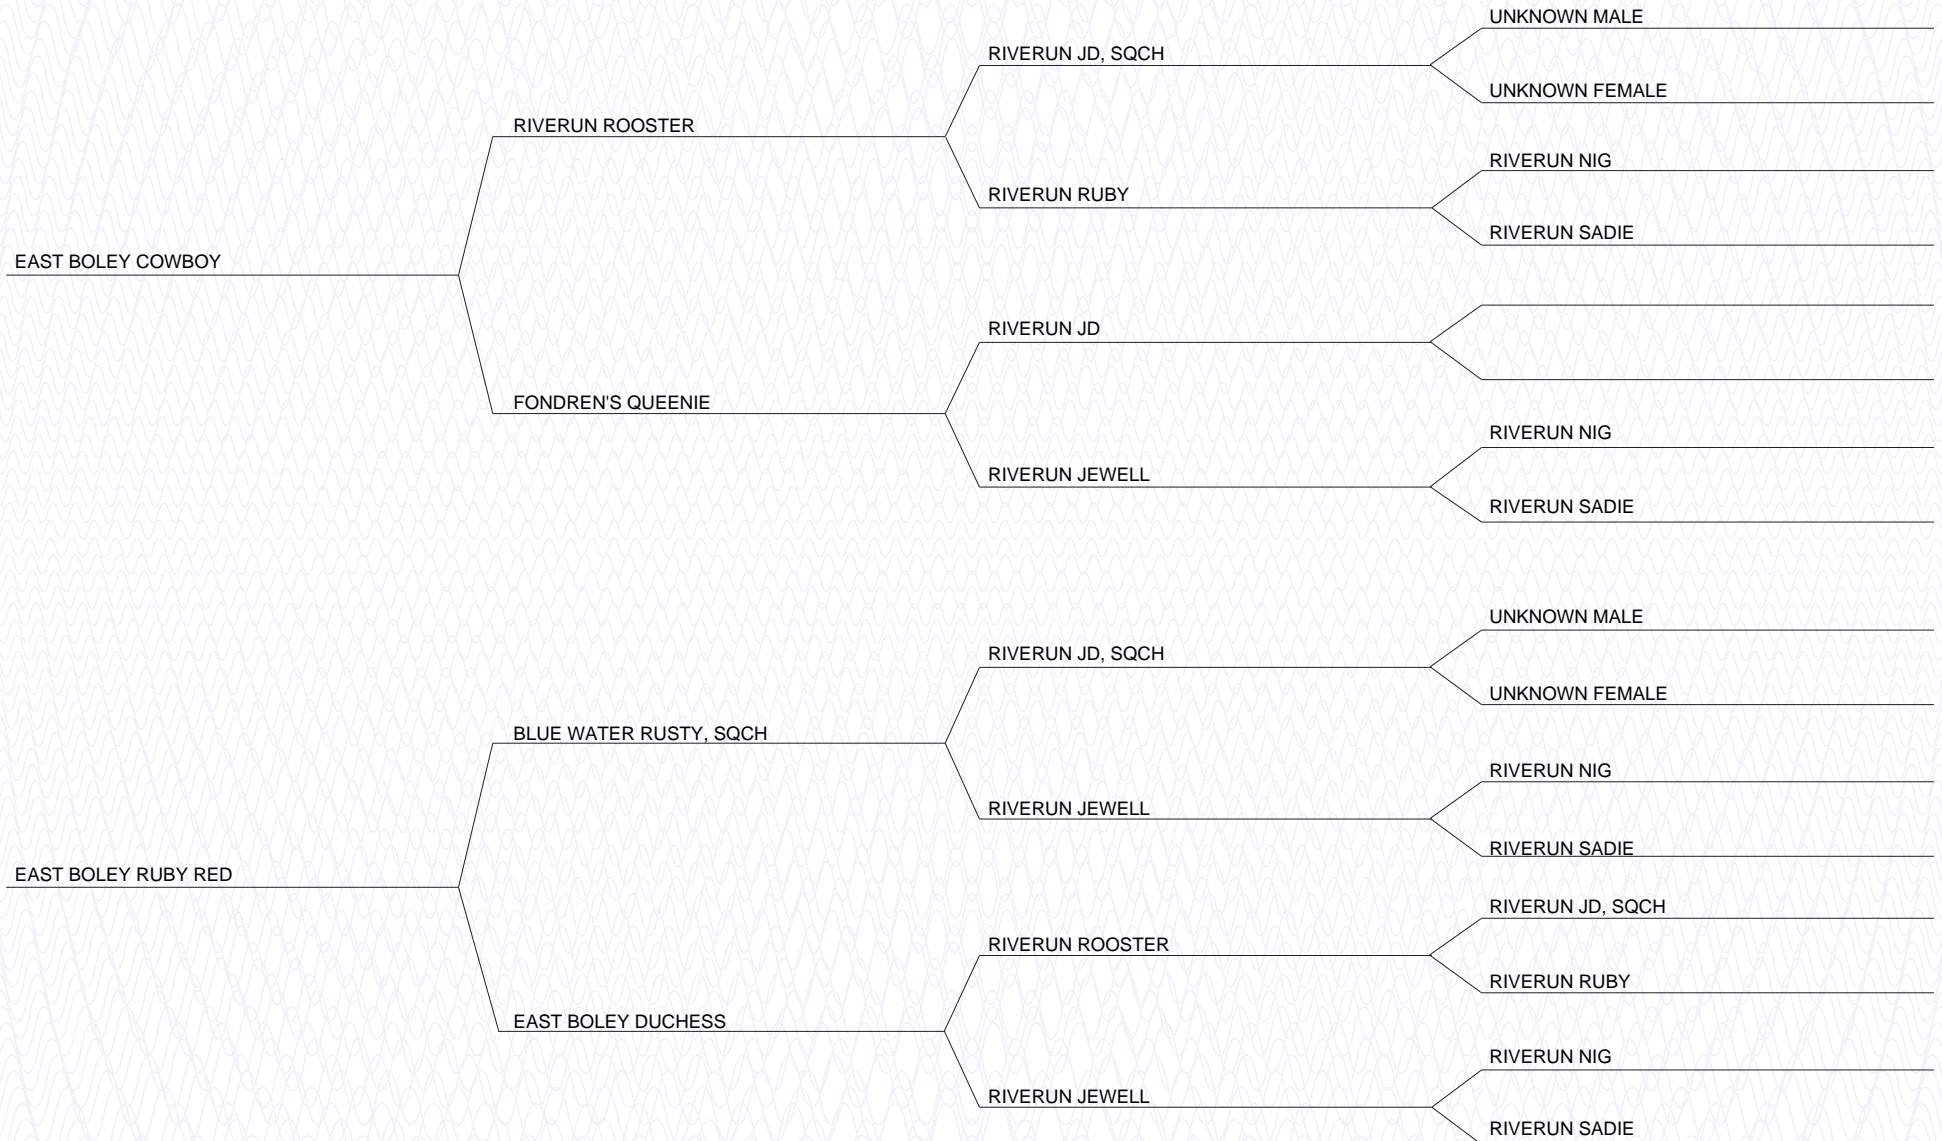 UNKNOWN MALE
RIVERUN JD, SQCH
UNKNOWN FEMALE
RIVERUN ROOSTER
RIVERUN NIG
RIVERUN RUBY
RIVERUN SADIE
EAST BOLEY COWBOY
RIVERUN JD
FONDREN'S QUEENIE
RIVERUN NIG
RIVERUN JEWELL
RIVERUN SADIE
UNKNOWN MALE
RIVERUN JD, SQCH
UNKNOWN FEMALE
BLUE WATER RUSTY, SQCH
RIVERUN NIG
RIVERUN JEWELL
RIVERUN SADIE
EAST BOLEY RUBY RED
RIVERUN JD, SQCH
RIVERUN ROOSTER
RIVERUN RUBY
EAST BOLEY DUCHESS
RIVERUN NIG
RIVERUN JEWELL
RIVERUN SADIE